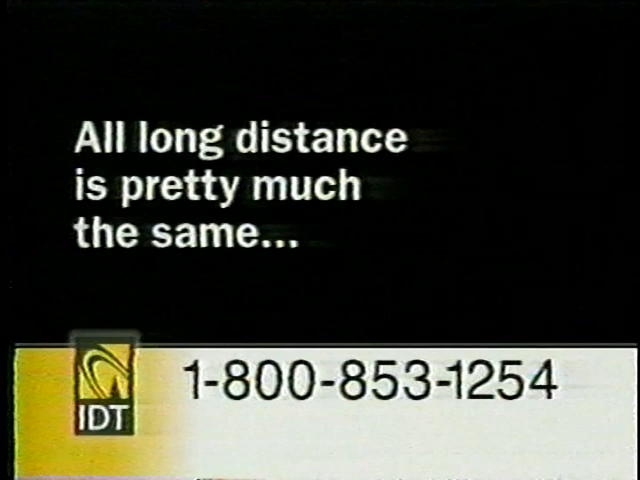 All long distance
is pretty much
the same...
IDT
1-800-853-1254